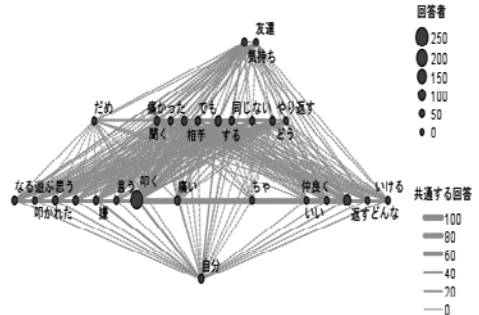 友達
気持ち
だめ 痛かった でも 同じない やり返す
聞く 相手 する どう
なる 遊ぶ 思う 言う 叩く 痛い ちゃ 仲良く いける
叩かれた 嫌 いい 返す どんな
自分
回答者
250
200
150
100
50
0
共通する回答
100
80
60
40
20
0